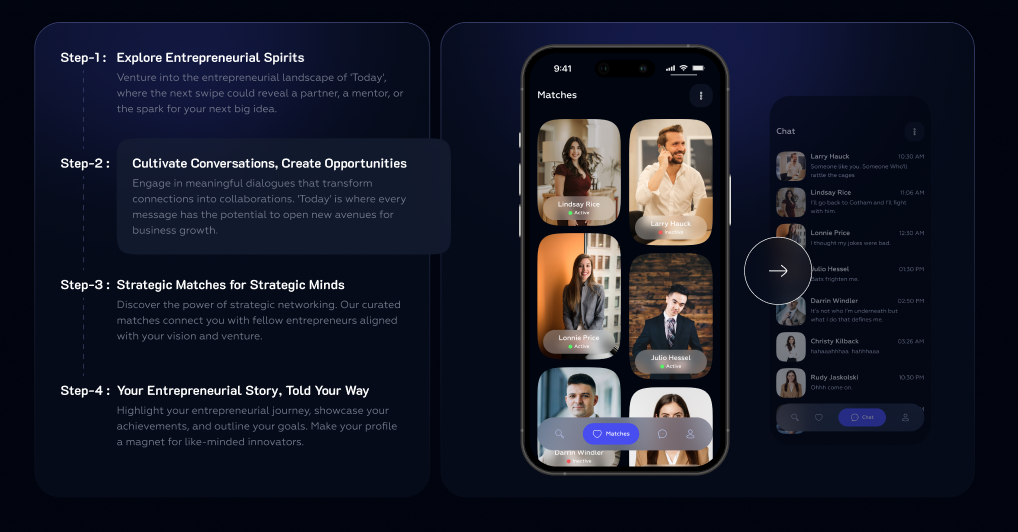 Step-1 : Explore Entrepreneurial Spirits
Venture into the entrepreneurial landscape of 'Today',
where the next swipe could reveal a partner, a mentor, or
the spark for your next big idea.
Step-2 : Cultivate Conversations, Create Opportunities
Engage in meaningful dialogues that transform
connections into collaborations. 'Today' is where every
message has the potential to open new avenues for
business growth.
Step-3 : Strategic Matches for Strategic Minds
Discover the power of strategic networking. Our curated
matches connect you with fellow entrepreneurs aligned
with your vision and venture.
Step-4 : Your Entrepreneurial Story, Told Your Way
Highlight your entrepreneurial journey, showcase your
achievements, and outline your goals. Make your profile
a magnet for like-minded innovators.
9:41
Matches
Lindsay Rice
Active
Larry Hauck
Inactive
Lonnie Price
Active
Julio Hessel
Active
Matches
Darrin Windler
Inactive
Chat
Larry Hauck 10:30 AM
Someone like you. Someone Who'll
rattle the cages
Lindsay Rice 11:06 AM
I'll go back to Gotham and I'll fight
with him.
Lonnie Price 12:30 AM
I thought my jokes were bad.
Julio Hessel 01:30 PM
Bats frighten me.
Darrin Windler 02:50 PM
It's not who I'm underneath but
what I do that defines me.
Christy Kilback 03:26 AM
hahaaahhhaa hahhhaaa
Rudy Jaskolski 10:30 PM
Ohhh come on.
Chat